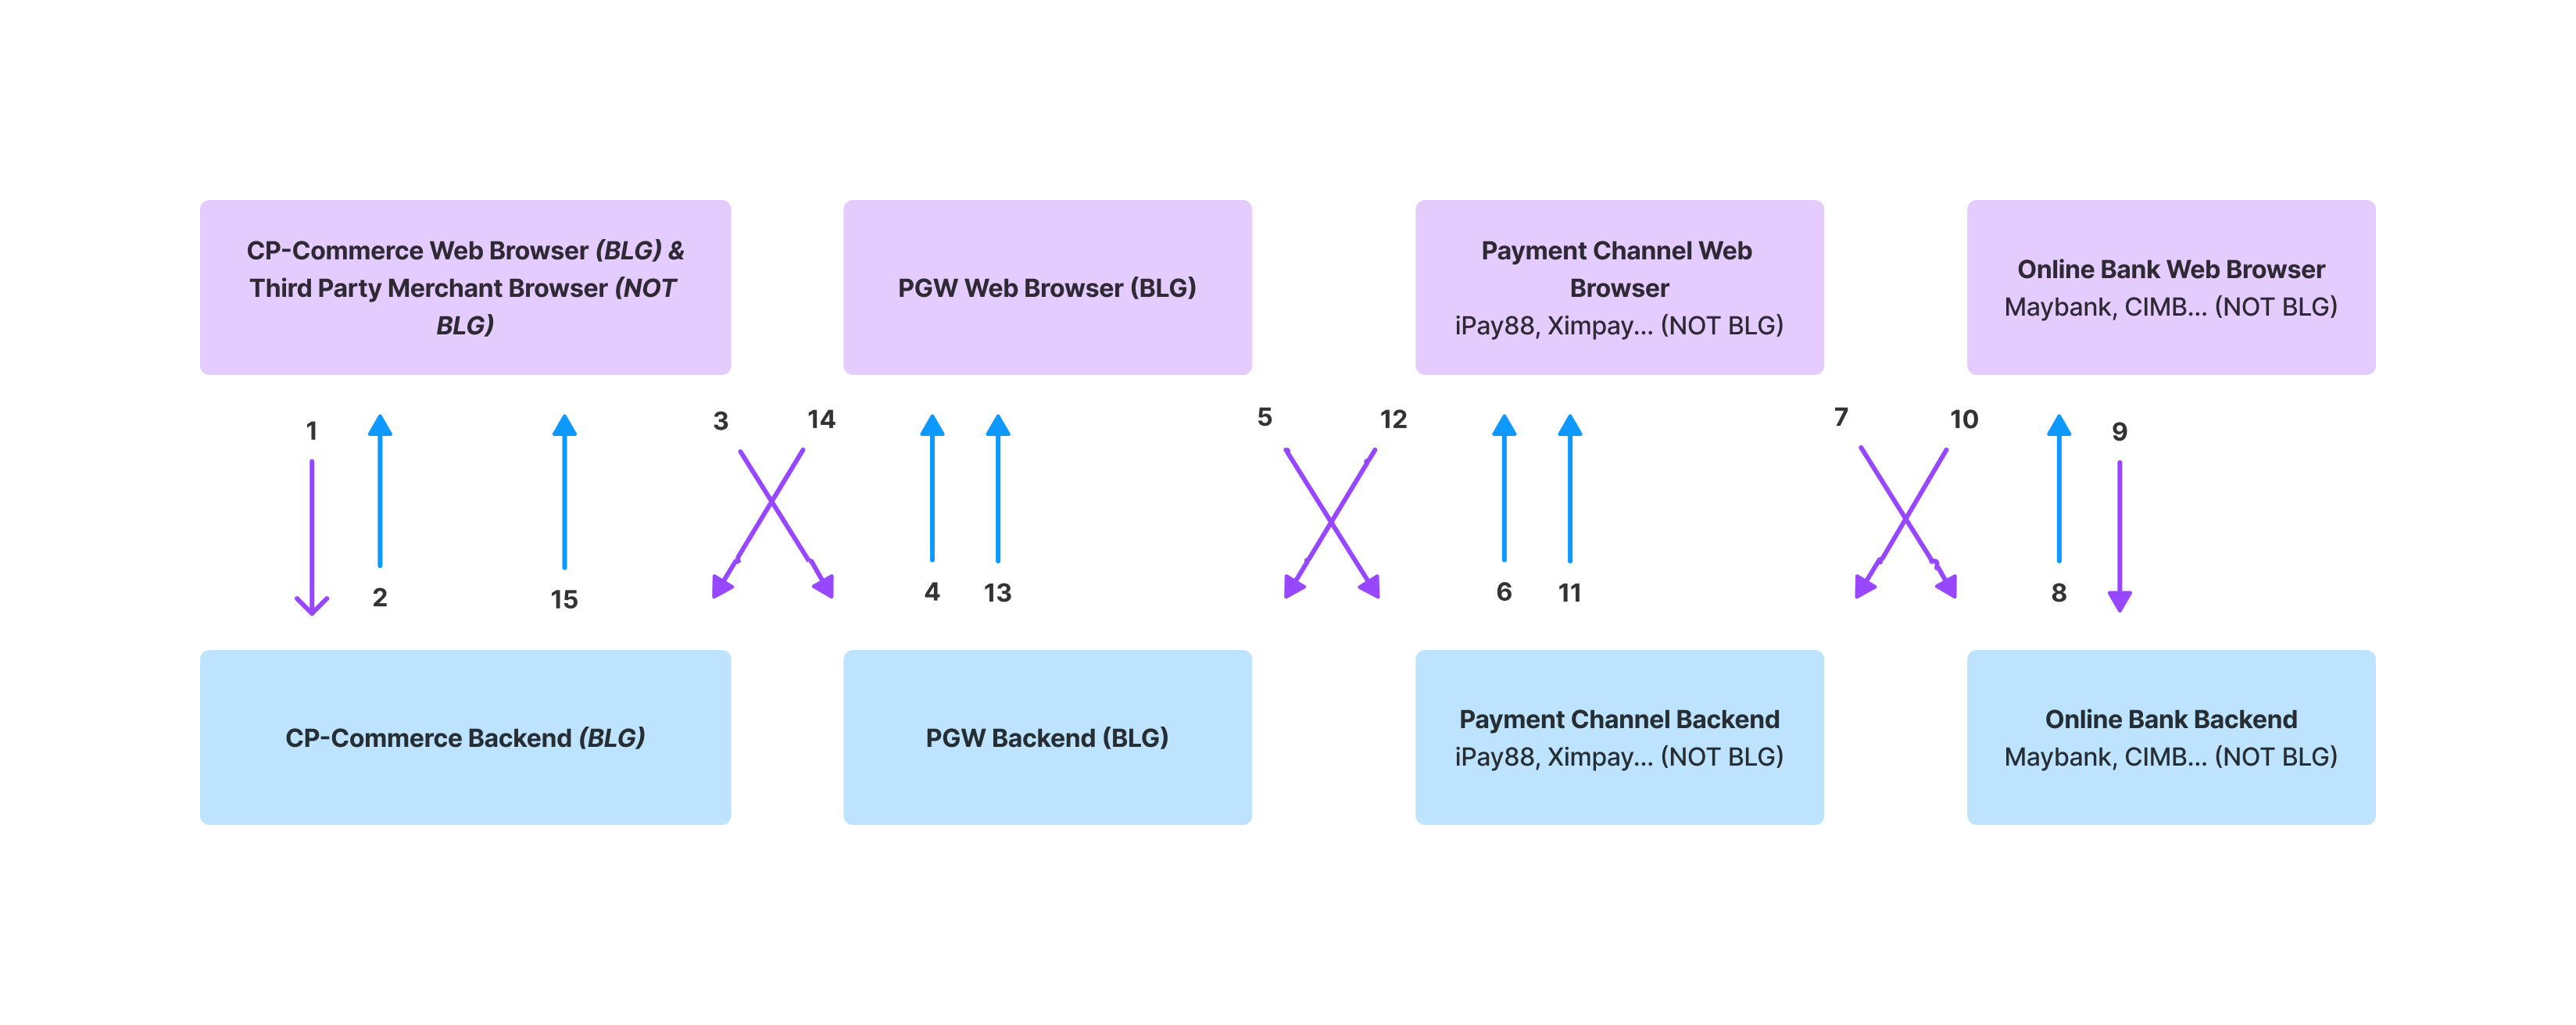 CP-Commerce Web Browser (BLG) &
Third Party Merchant Browser (NOT
BLG)
PGW Web Browser (BLG)
Payment Channel Web
Browser
iPay88, Ximpay... (NOT BLG)
Online Bank Web Browser
Maybank, CIMB... (NOT BLG)
1
2
15
3
14
4
13
5
12
6
11
7
10
8
9
CP-Commerce Backend (BLG)
PGW Backend (BLG)
Payment Channel Backend
iPay88, Ximpay... (NOT BLG)
Online Bank Backend
Maybank, CIMB... (NOT BLG)